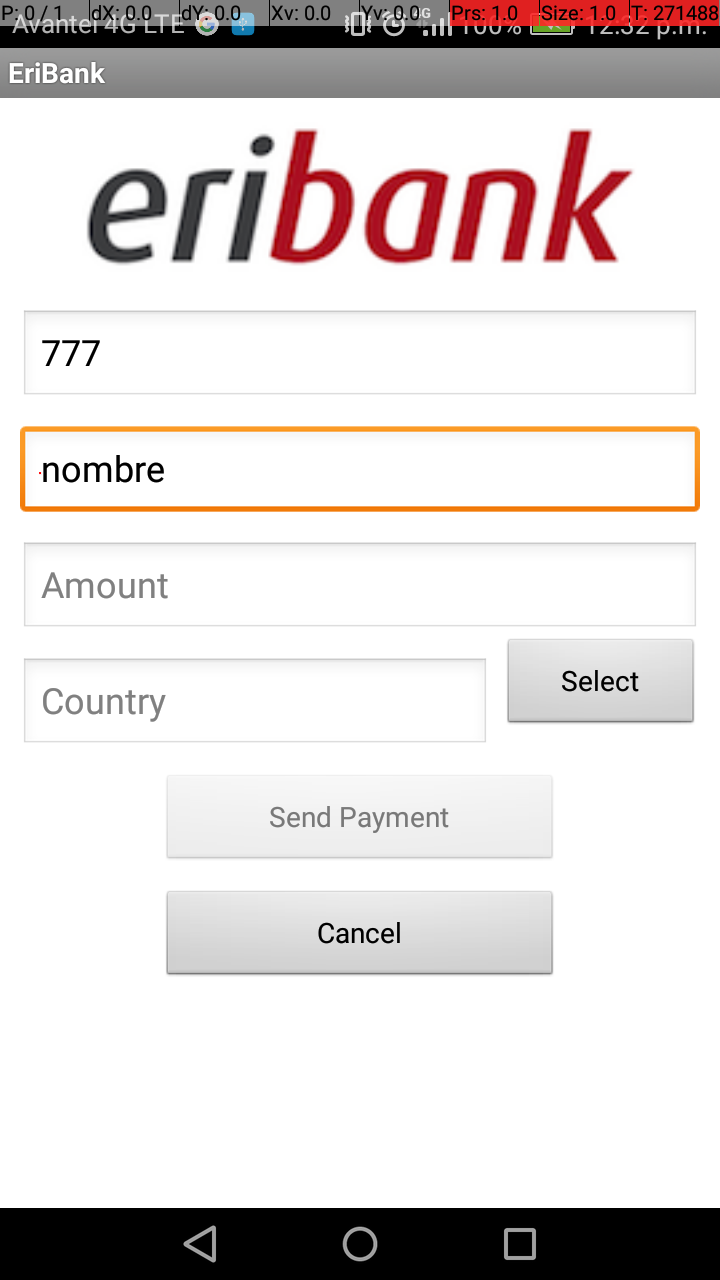 P: 0 / 1 dX: 0.0 dY: 0.0 Xv: 0.0 Yv: 0.0 Prs: 1.0 Size: 1.0 T: 271488
Avantel 4G LTE 4G 100% 12:32 p.m.
EriBank
eribank
777
nombre
Amount
Country
Select
Send Payment
Cancel